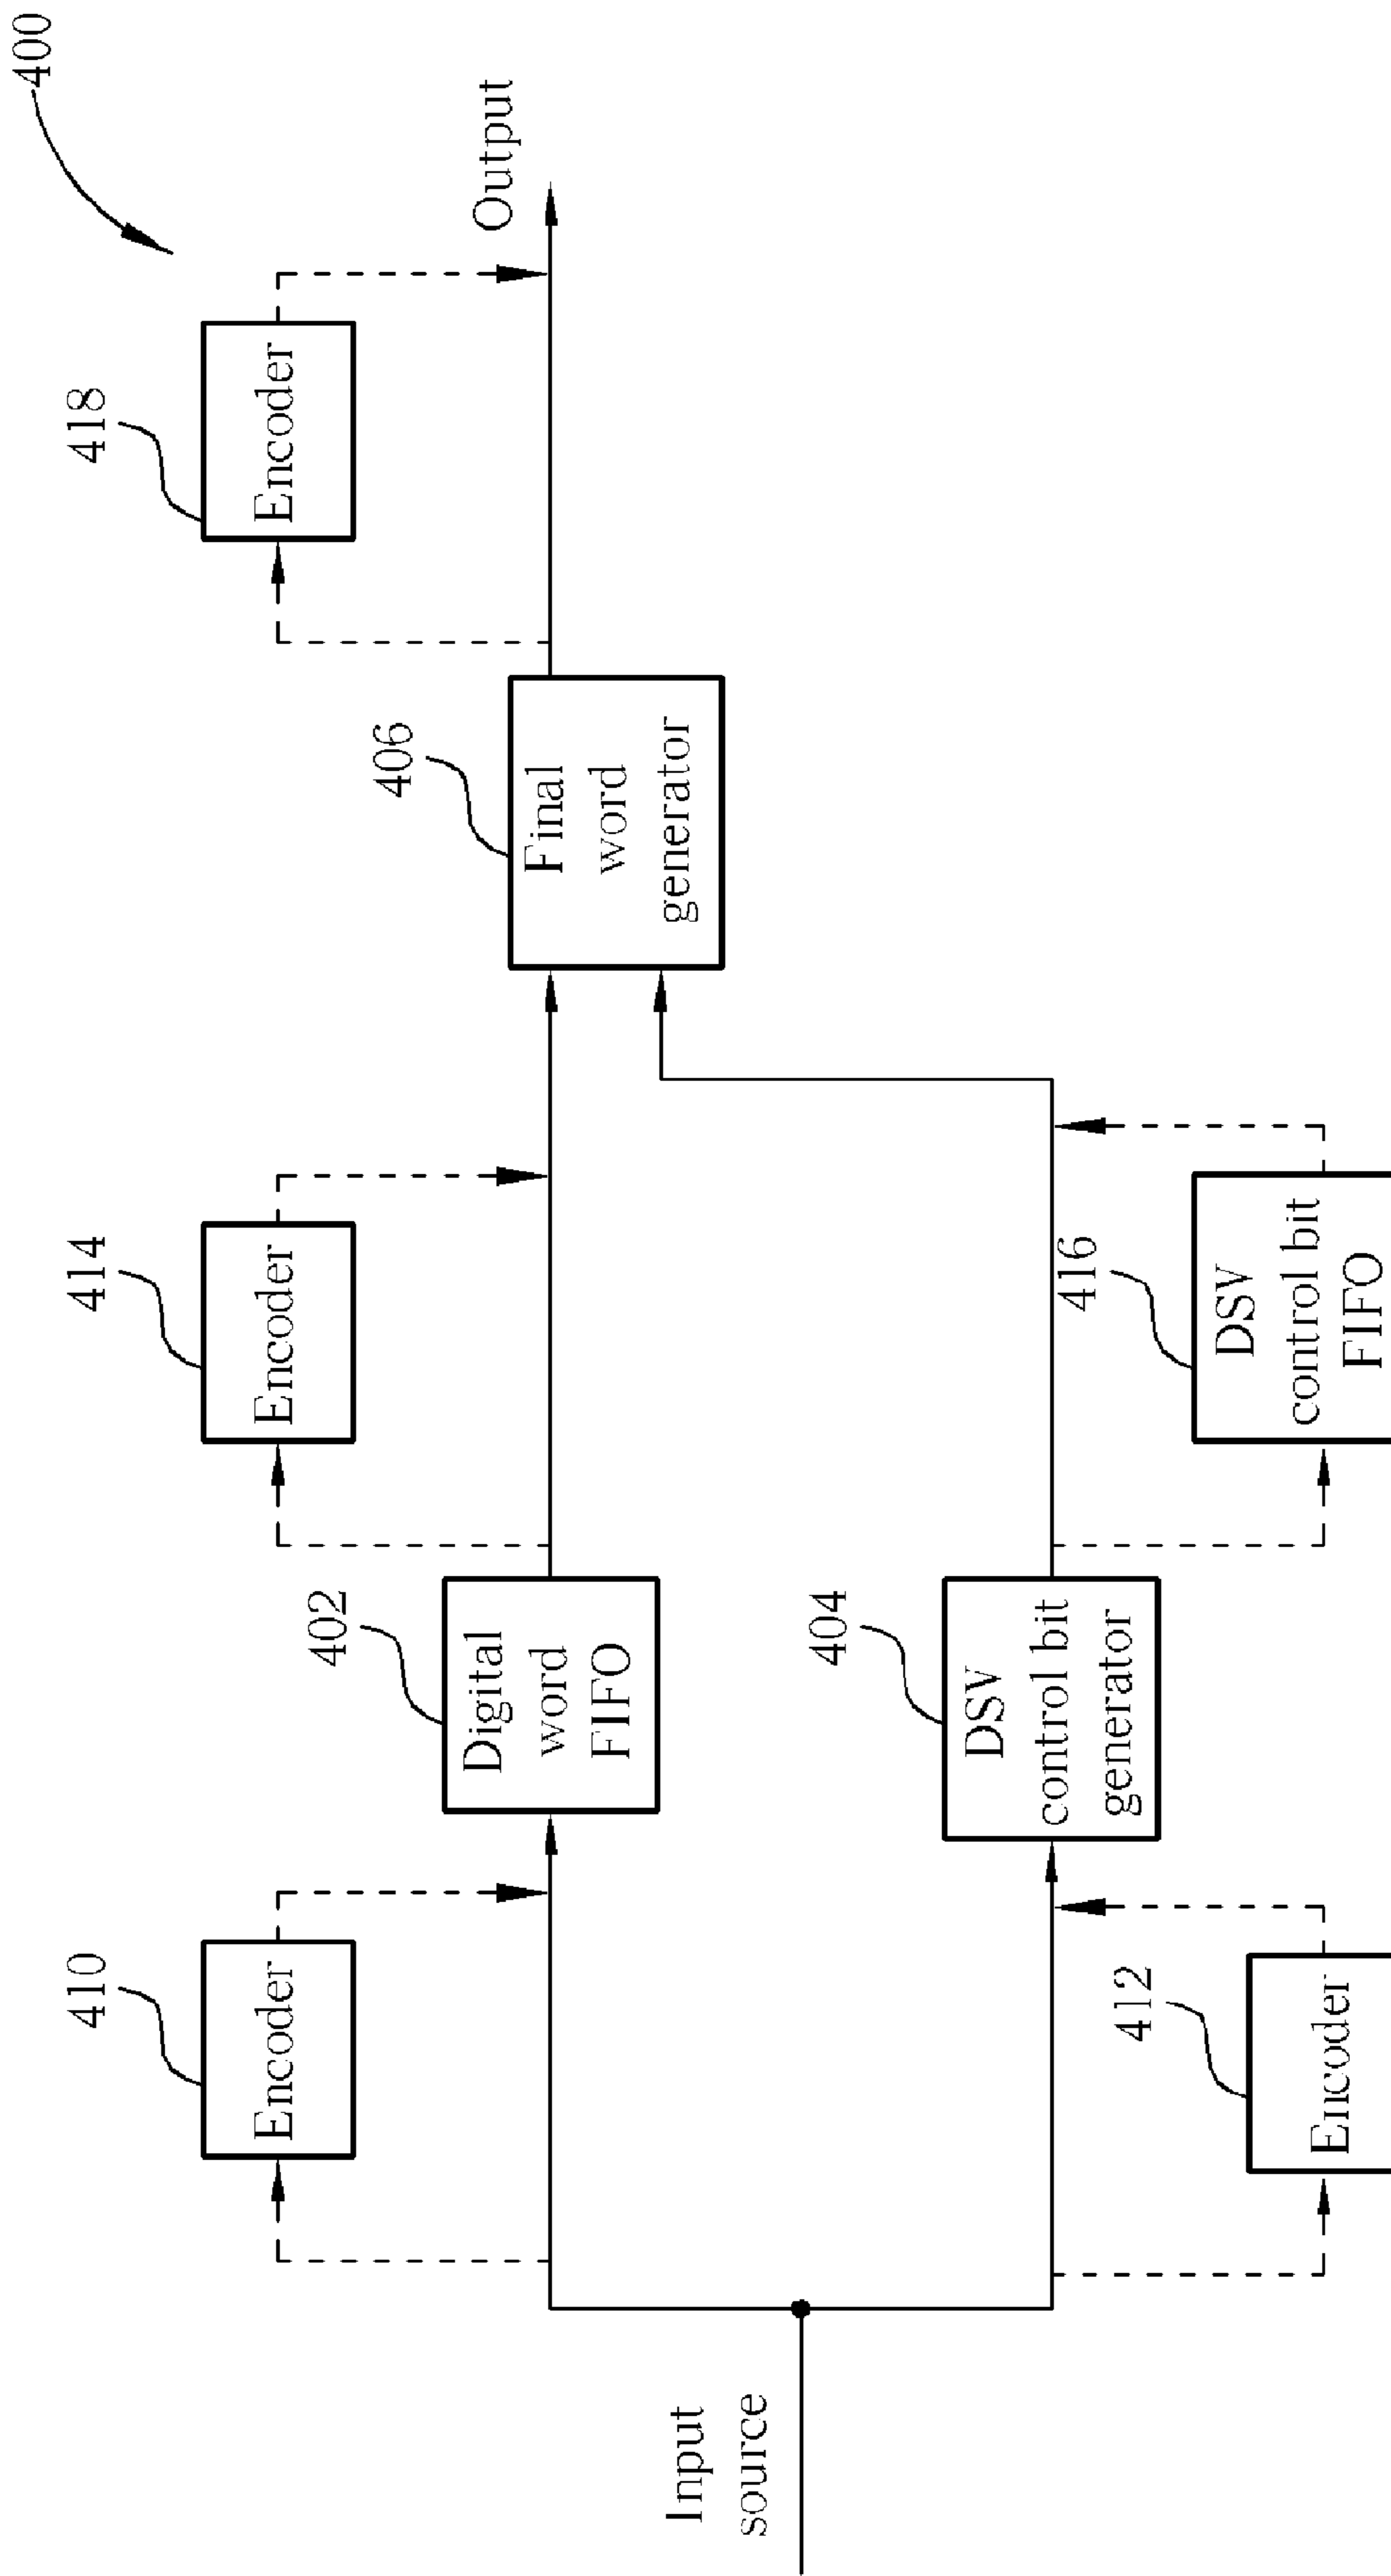 400
418
Encoder
Output
406
Final
word
generator
414
Encoder
416
DSV
control bit
FIFO
402
Digital
word
FIFO
404
DSV
control bit
generator
410
Encoder
412
Encoder
Input
source